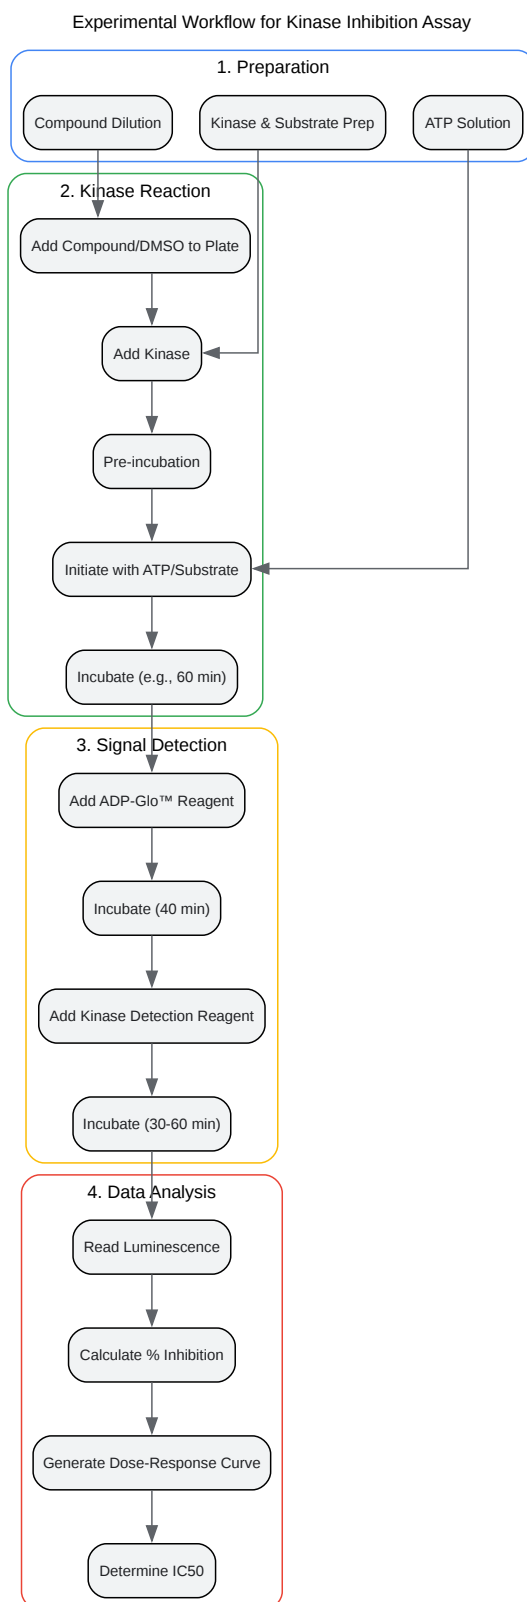 Experimental Workflow for Kinase Inhibition Assay
1. Preparation
Compound Dilution
Kinase & Substrate Prep
ATP Solution
2. Kinase Reaction
Add Compound/DMSO to Plate
Add Kinase
Pre-incubation
Initiate with ATP/Substrate
Incubate (e.g., 60 min)
3. Signal Detection
Add ADP-Glo™ Reagent
Incubate (40 min)
Add Kinase Detection Reagent
Incubate (30-60 min)
4. Data Analysis
Read Luminescence
Calculate % Inhibition
Generate Dose-Response Curve
Determine IC50